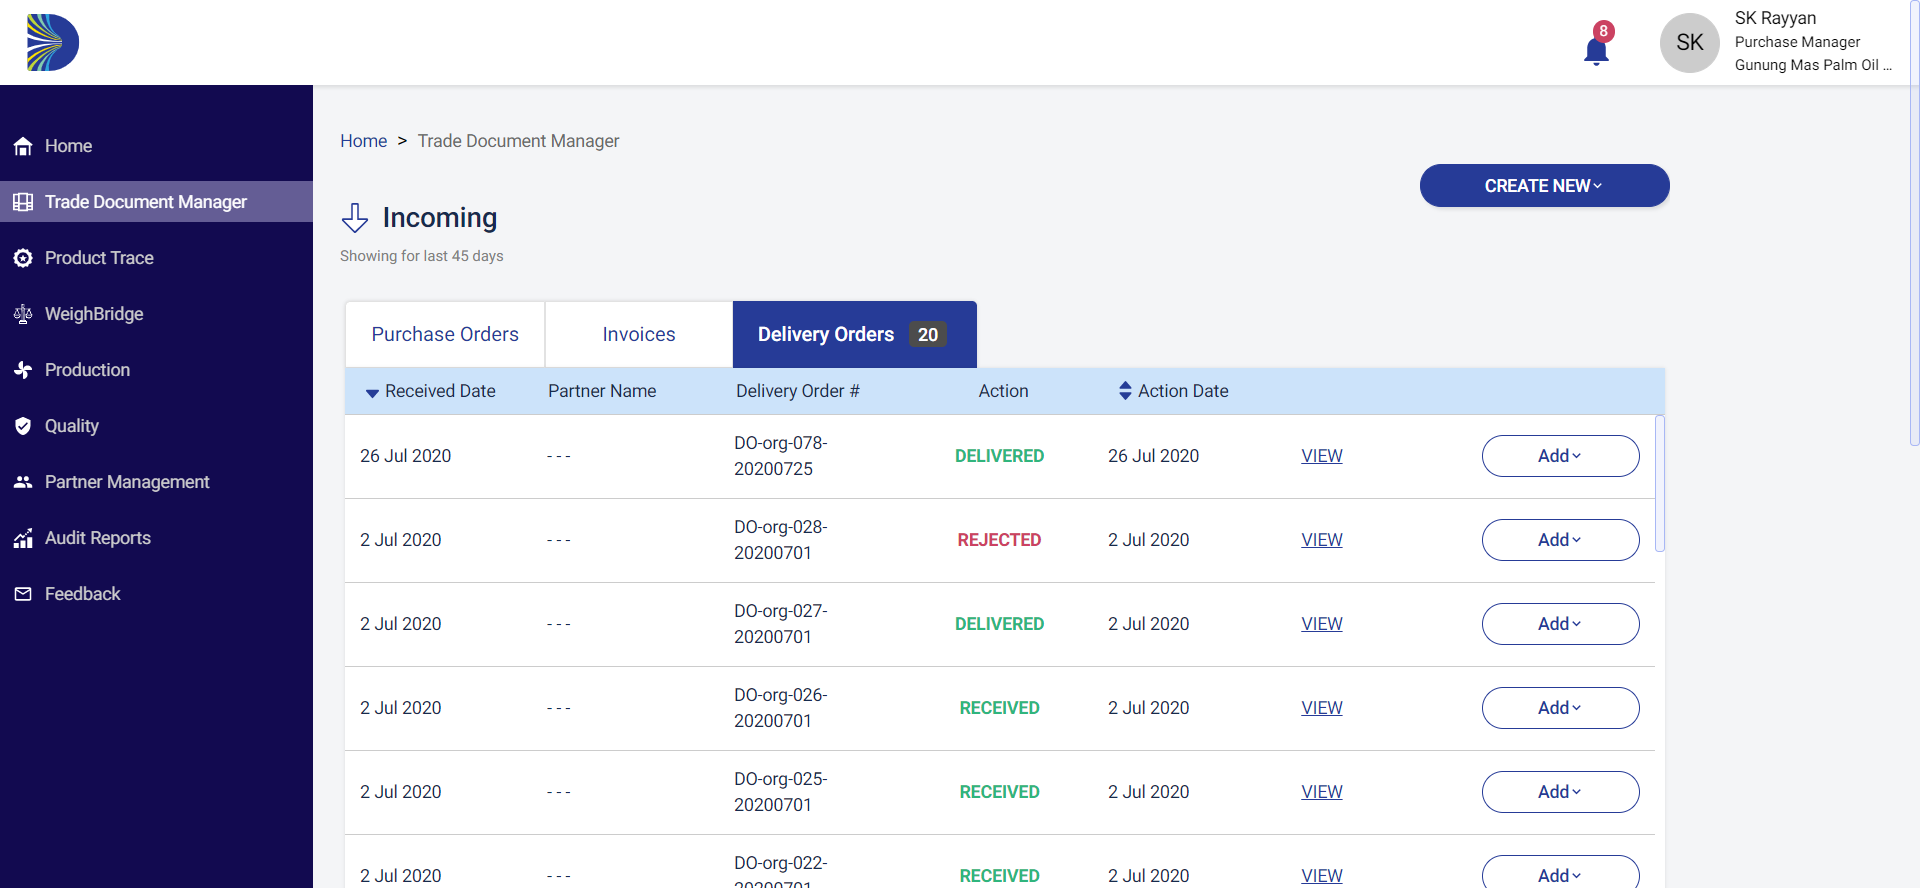 8
SK
SK Rayyan
Purchase Manager
Gunung Mas Palm Oil ...
Home
Trade Document Manager
Product Trace
WeighBridge
Production
Quality
Partner Management
Audit Reports
Feedback
Home > Trade Document Manager
CREATE NEW
Incoming
Showing for last 45 days
Purchase Orders Invoices Delivery Orders 20
Received Date Partner Name Delivery Order # Action Action Date
26 Jul 2020 - - - DO-org-078- DELIVERED 26 Jul 2020 VIEW Add
20200725
2 Jul 2020 - - - DO-org-028- REJECTED 2 Jul 2020 VIEW Add
20200701
2 Jul 2020 - - - DO-org-027- DELIVERED 2 Jul 2020 VIEW Add
20200701
2 Jul 2020 - - - DO-org-026- RECEIVED 2 Jul 2020 VIEW Add
20200701
2 Jul 2020 - - - DO-org-025- RECEIVED 2 Jul 2020 VIEW Add
20200701
2 Jul 2020 - - - DO-org-022- RECEIVED 2 Jul 2020 VIEW Add
20200701